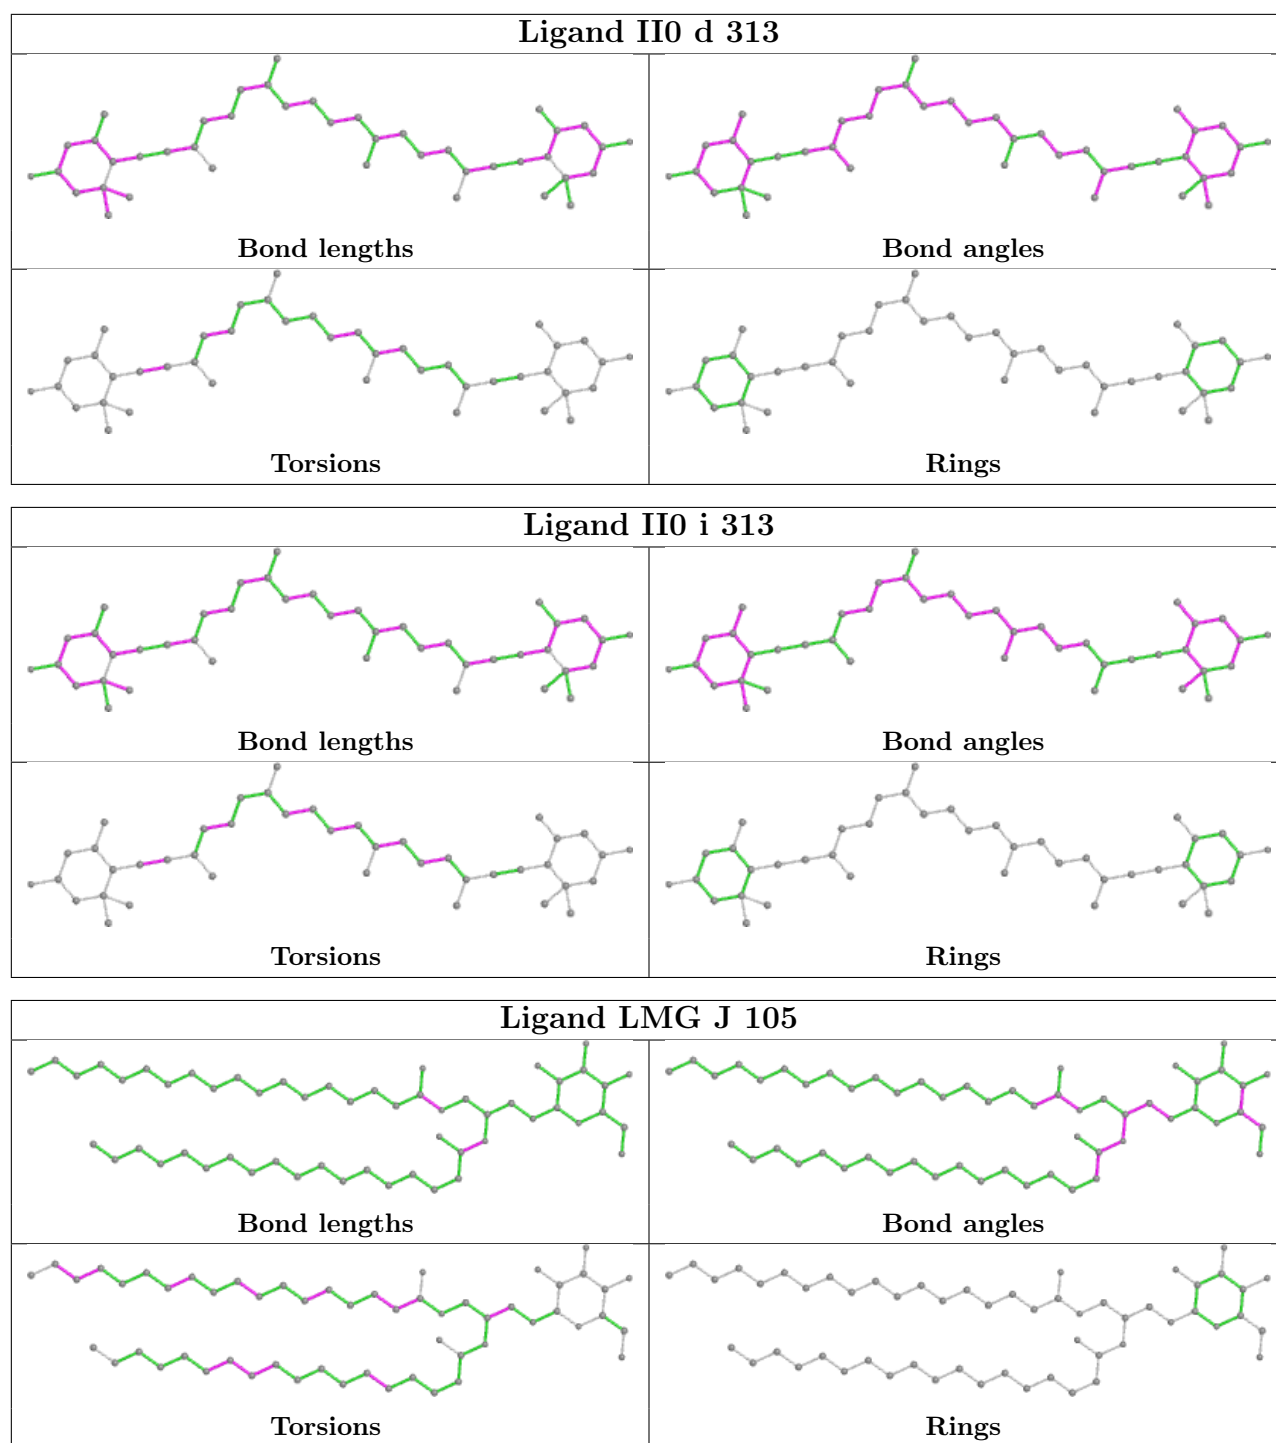 Ligand II0 d 313
Bond lengths
Bond angles
Torsions
Rings
Ligand II0 i 313
Bond lengths
Bond angles
Torsions
Rings
Ligand LMG J 105
Bond lengths
Bond angles
Torsions
Rings